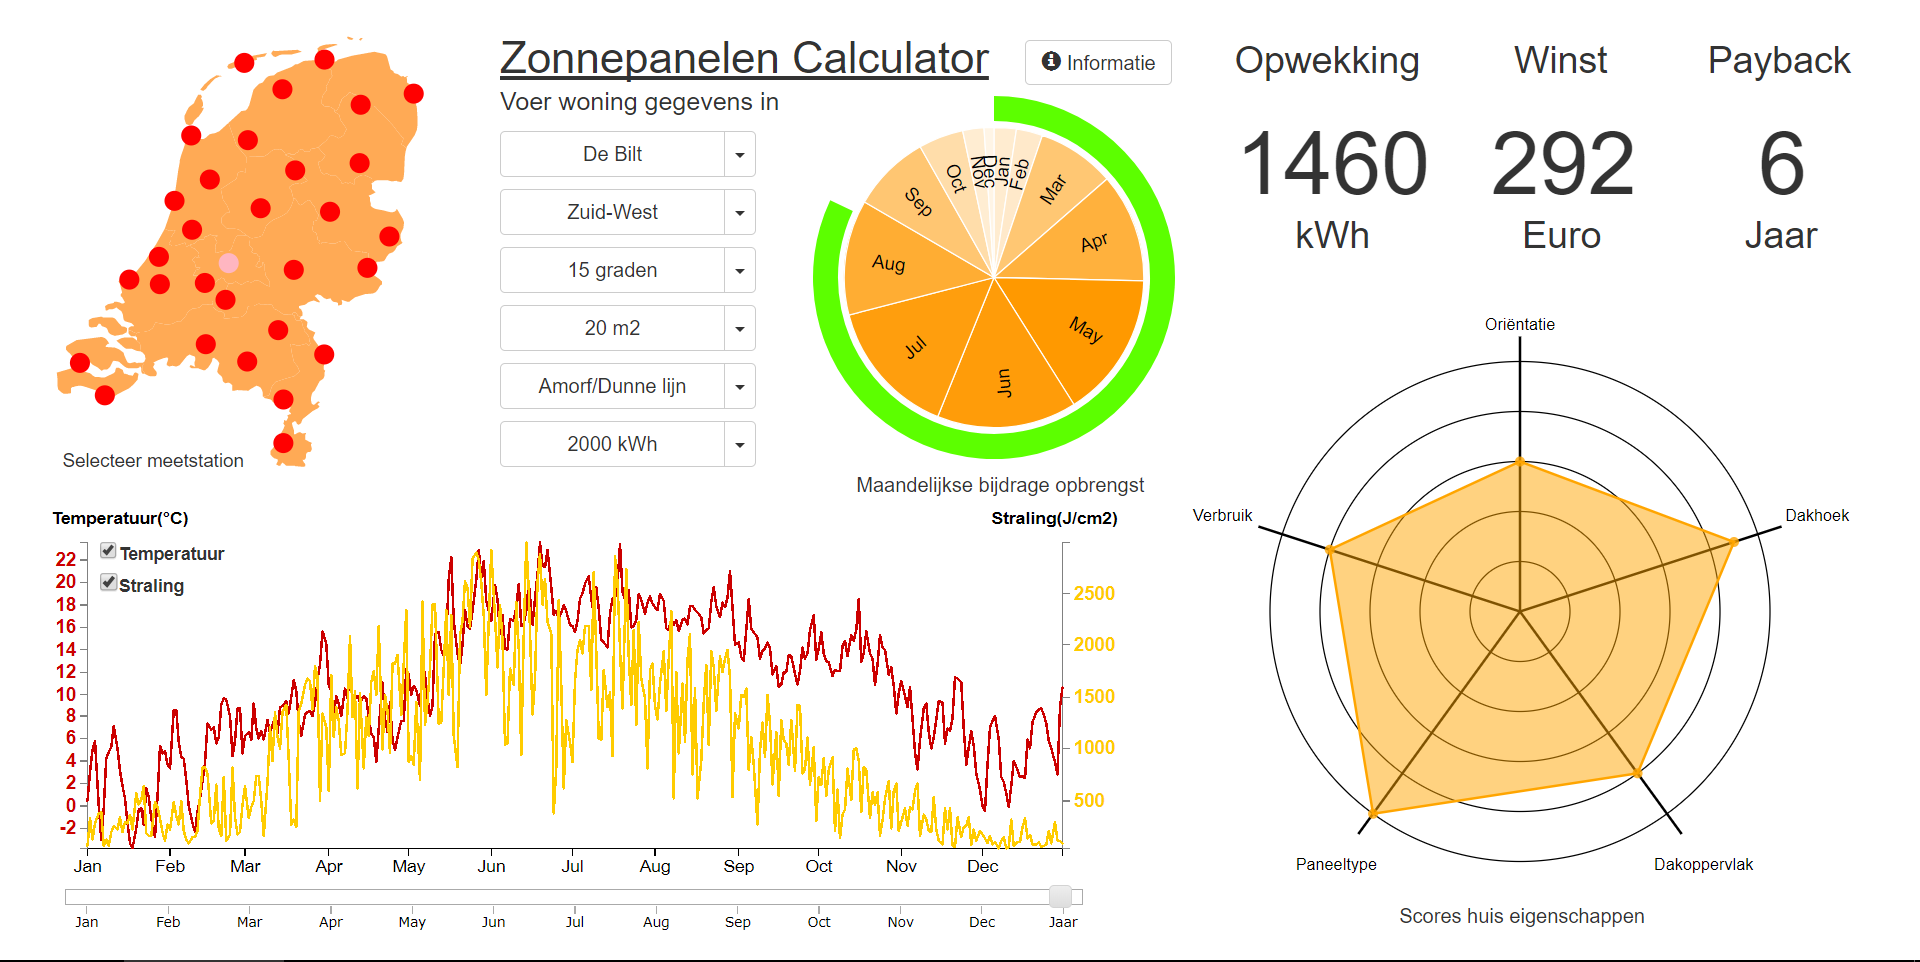 Zonnepanelen Calculator
Informatie
Voer woning gegevens in
De Bilt
Zuid-West
15 graden
20 m2
Amorf/Dunne lijn
2000 kWh
Selecteer meetstation
Jan
Feb
Mar
Apr
May
Jun
Jul
Aug
Sep
Oct
Nov
Dec
Maandelijkse bijdrage opbrengst
Opwekking Winst Payback
1460 292 6
kWh Euro Jaar
Oriëntatie
Dakhoek
Verbruik
Paneeltype
Dakoppervlak
Scores huis eigenschappen
Temperatuur(°C)
Straling(J/cm2)
Temperatuur
Straling
22
20
18
16
14
12
10
8
6
4
2
0
-2
2500
2000
1500
1000
500
Jan Feb Mar Apr May Jun Jul Aug Sep Oct Nov Dec
Jan Feb Mar Apr May Jun Jul Aug Sep Oct Nov Dec Jaar